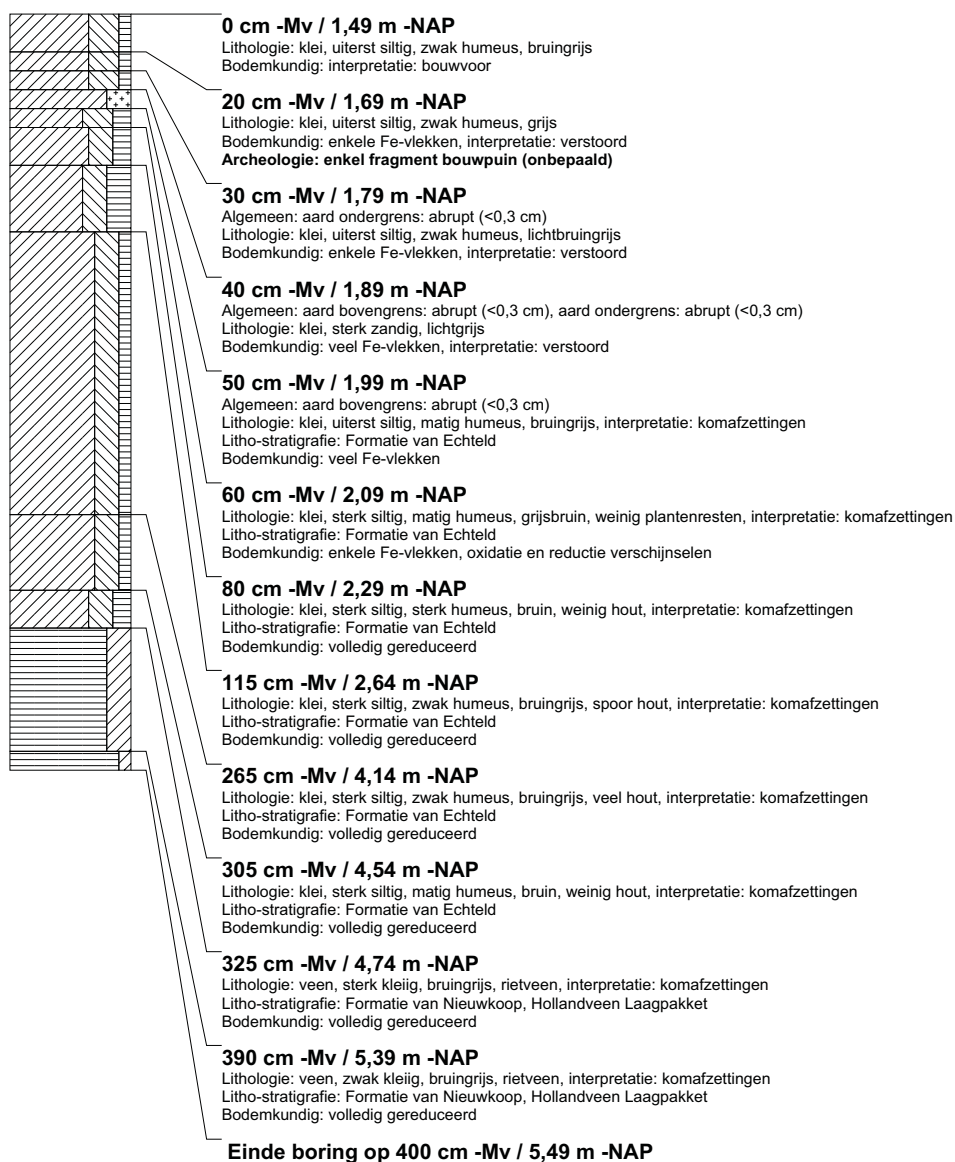 0 cm -Mv / 1,49 m -NAP
Lithologie: klei, uiterst siltig, zwak humeus, bruingrijs
Bodemkundig: interpretatie: bouwvoor
20 cm -Mv / 1,69 m -NAP
Lithologie: klei, uiterst siltig, zwak humeus, grijs
Bodemkundig: enkele Fe-vlekken, interpretatie: verstoord
Archeologie: enkel fragment bouwpuin (onbepaald)
30 cm -Mv / 1,79 m -NAP
Algemeen: aard ondergrens: abrupt (<0,3 cm)
Lithologie: klei, uiterst siltig, zwak humeus, lichtbruingrijs
Bodemkundig: enkele Fe-vlekken, interpretatie: verstoord
40 cm -Mv / 1,89 m -NAP
Algemeen: aard bovengrens: abrupt (<0,3 cm), aard ondergrens: abrupt (<0,3 cm)
Lithologie: klei, sterk zandig, lichtgrijs
Bodemkundig: veel Fe-vlekken, interpretatie: verstoord
50 cm -Mv / 1,99 m -NAP
Algemeen: aard bovengrens: abrupt (<0,3 cm)
Lithologie: klei, uiterst siltig, matig humeus, bruingrijs, interpretatie: komafzettingen
Litho-stratigrafie: Formatie van Echteld
Bodemkundig: veel Fe-vlekken
60 cm -Mv / 2,09 m -NAP
Lithologie: klei, sterk siltig, matig humeus, grijsbruin, weinig plantenresten, interpretatie: komafzettingen
Litho-stratigrafie: Formatie van Echteld
Bodemkundig: enkele Fe-vlekken, oxidatie en reductie verschijnselen
80 cm -Mv / 2,29 m -NAP
Lithologie: klei, sterk siltig, sterk humeus, bruin, weinig hout, interpretatie: komafzettingen
Litho-stratigrafie: Formatie van Echteld
Bodemkundig: volledig gereduceerd
115 cm -Mv / 2,64 m -NAP
Lithologie: klei, sterk siltig, zwak humeus, bruingrijs, spoor hout, interpretatie: komafzettingen
Litho-stratigrafie: Formatie van Echteld
Bodemkundig: volledig gereduceerd
265 cm -Mv / 4,14 m -NAP
Lithologie: klei, sterk siltig, zwak humeus, bruingrijs, veel hout, interpretatie: komafzettingen
Litho-stratigrafie: Formatie van Echteld
Bodemkundig: volledig gereduceerd
305 cm -Mv / 4,54 m -NAP
Lithologie: klei, sterk siltig, matig humeus, bruin, weinig hout, interpretatie: komafzettingen
Litho-stratigrafie: Formatie van Echteld
Bodemkundig: volledig gereduceerd
325 cm -Mv / 4,74 m -NAP
Lithologie: veen, sterk kleiig, bruingrijs, rietveen, interpretatie: komafzettingen
Litho-stratigrafie: Formatie van Nieuwkoop, Hollandveen Laagpakket
Bodemkundig: volledig gereduceerd
390 cm -Mv / 5,39 m -NAP
Lithologie: veen, zwak kleiig, bruingrijs, rietveen, interpretatie: komafzettingen
Litho-stratigrafie: Formatie van Nieuwkoop, Hollandveen Laagpakket
Bodemkundig: volledig gereduceerd
Einde boring op 400 cm -Mv / 5,49 m -NAP